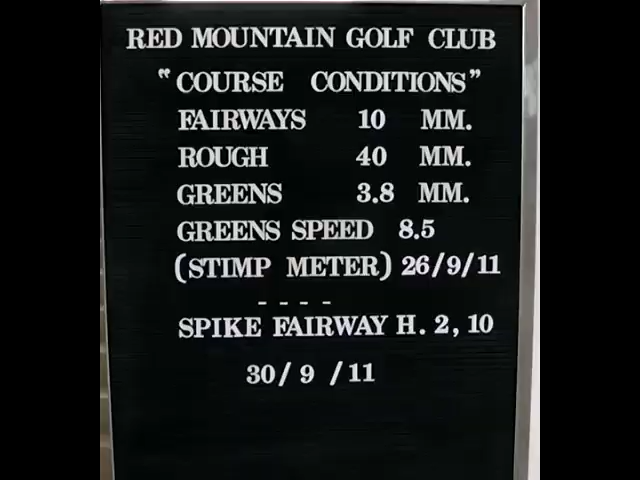 RED MOUNTAIN GOLF CLUB
"COURSE CONDITIONS"
FAIRWAYS 10 MM.
ROUGH 40 MM.
GREENS 3.8 MM.
GREENS SPEED 8.5
(STIMP METER) 26/9/11
- - - -
SPIKE FAIRWAY H. 2, 10
30/ 9 /11